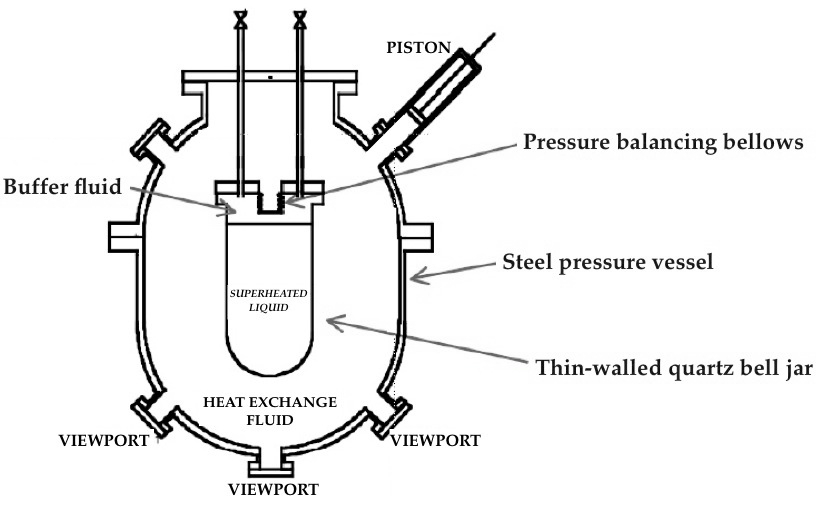 PISTON
Pressure balancing bellows
Buffer fluid
Steel pressure vessel
SUPERHEATED
LIQUID
Thin-walled quartz bell jar
HEAT EXCHANGE
FLUID
VIEWPORT
VIEWPORT
VIEWPORT